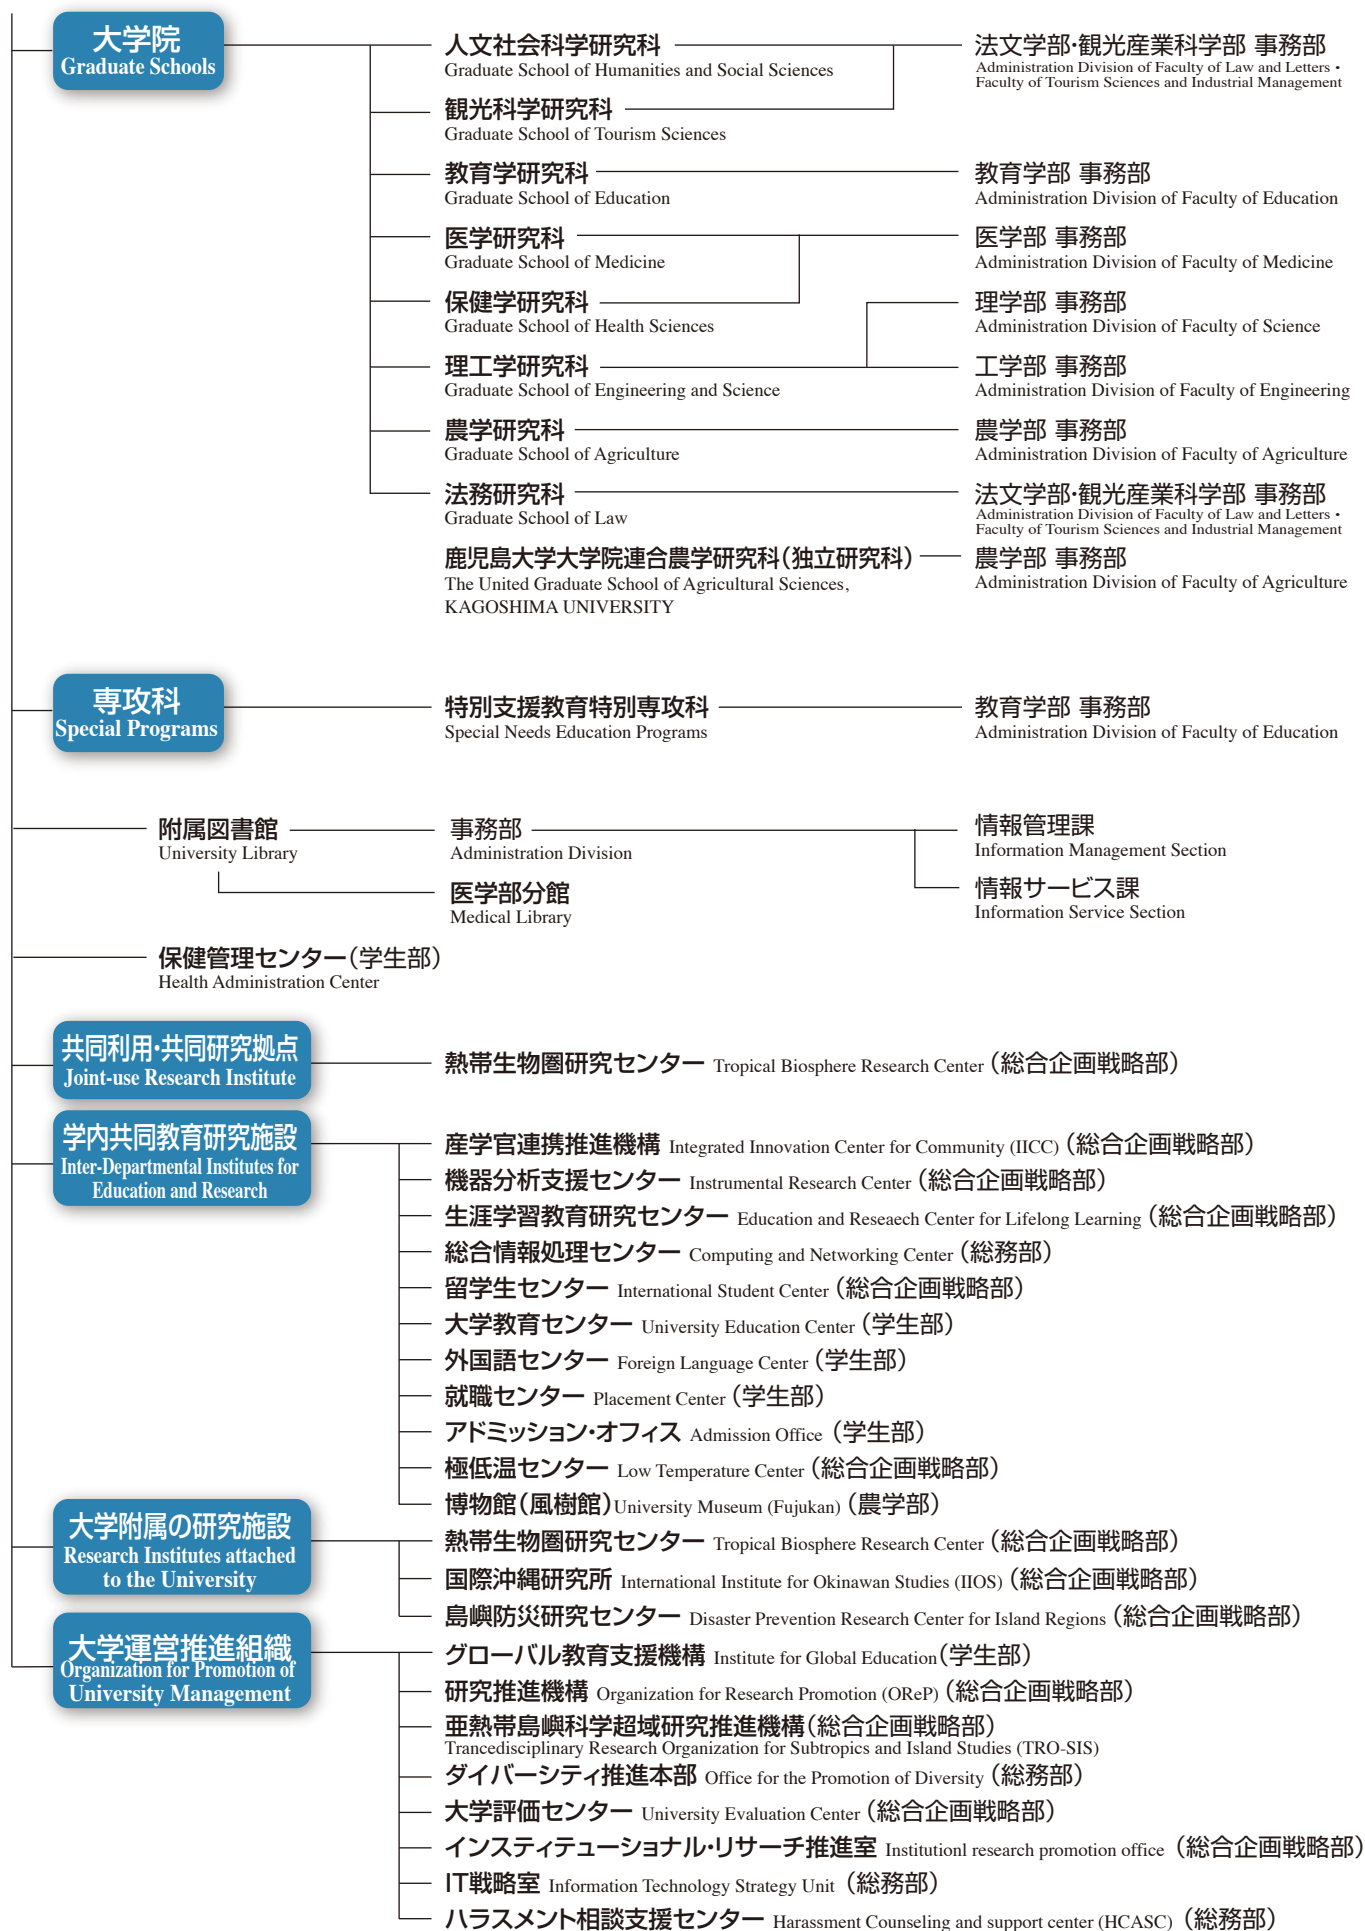 大学院
Graduate Schools
人文社会科学研究科
Graduate School of Humanities and Social Sciences
法文学部・観光産業科学部 事務部
Administration Division of Faculty of Law and Letters・
Faculty of Tourism Sciences and Industrial Management
観光科学研究科
Graduate School of Tourism Sciences
教育学研究科
Graduate School of Education
教育学部 事務部
Administration Division of Faculty of Education
医学研究科
Graduate School of Medicine
医学部 事務部
Administration Division of Faculty of Medicine
保健学研究科
Graduate School of Health Sciences
理学部 事務部
Administration Division of Faculty of Science
理工学研究科
Graduate School of Engineering and Science
工学部 事務部
Administration Division of Faculty of Engineering
農学研究科
Graduate School of Agriculture
農学部 事務部
Administration Division of Faculty of Agriculture
法務研究科
Graduate School of Law
法文学部・観光産業科学部 事務部
Administration Division of Faculty of Law and Letters・
Faculty of Tourism Sciences and Industrial Management
鹿児島大学大学院連合農学研究科（独立研究科）
The United Graduate School of Agricultural Sciences,
KAGOSHIMA UNIVERSITY
農学部 事務部
Administration Division of Faculty of Agriculture
専攻科
Special Programs
特別支援教育特別専攻科
Special Needs Education Programs
教育学部 事務部
Administration Division of Faculty of Education
附属図書館
University Library
事務部
Administration Division
情報管理課
Information Management Section
医学部分館
Medical Library
情報サービス課
Information Service Section
保健管理センター（学生部）
Health Administration Center
共同利用・共同研究拠点
Joint-use Research Institute
熱帯生物圏研究センター Tropical Biosphere Research Center（総合企画戦略部）
学内共同教育研究施設
Inter-Departmental Institutes for
Education and Research
産学官連携推進機構 Integrated Innovation Center for Community (IICC)（総合企画戦略部）
機器分析支援センター Instrumental Research Center（総合企画戦略部）
生涯学習教育研究センター Education and Reseaech Center for Lifelong Learning（総合企画戦略部）
総合情報処理センター Computing and Networking Center（総務部）
留学生センター International Student Center（総合企画戦略部）
大学教育センター University Education Center（学生部）
外国語センター Foreign Language Center（学生部）
就職センター Placement Center（学生部）
アドミッション・オフィス Admission Office（学生部）
極低温センター Low Temperature Center（総合企画戦略部）
博物館（風樹館）University Museum (Fujukan)（農学部）
大学附属の研究施設
Research Institutes attached
to the University
熱帯生物圏研究センター Tropical Biosphere Research Center（総合企画戦略部）
国際沖縄研究所 International Institute for Okinawan Studies (IIOS)（総合企画戦略部）
島嶼防災研究センター Disaster Prevention Research Center for Island Regions（総合企画戦略部）
大学運営推進組織
Organization for Promotion of
University Management
グローバル教育支援機構 Institute for Global Education（学生部）
研究推進機構 Organization for Research Promotion (OReP)（総合企画戦略部）
亜熱帯島嶼科学超域研究推進機構（総合企画戦略部）
Trancedisciplinary Research Organization for Subtropics and Island Studies (TRO-SIS)
ダイバーシティ推進本部 Office for the Promotion of Diversity（総務部）
大学評価センター University Evaluation Center（総合企画戦略部）
インスティテューショナル・リサーチ推進室 Institutionl research promotion office（総合企画戦略部）
IT戦略室 Information Technology Strategy Unit（総務部）
ハラスメント相談支援センター Harassment Counseling and support center (HCASC)（総務部）